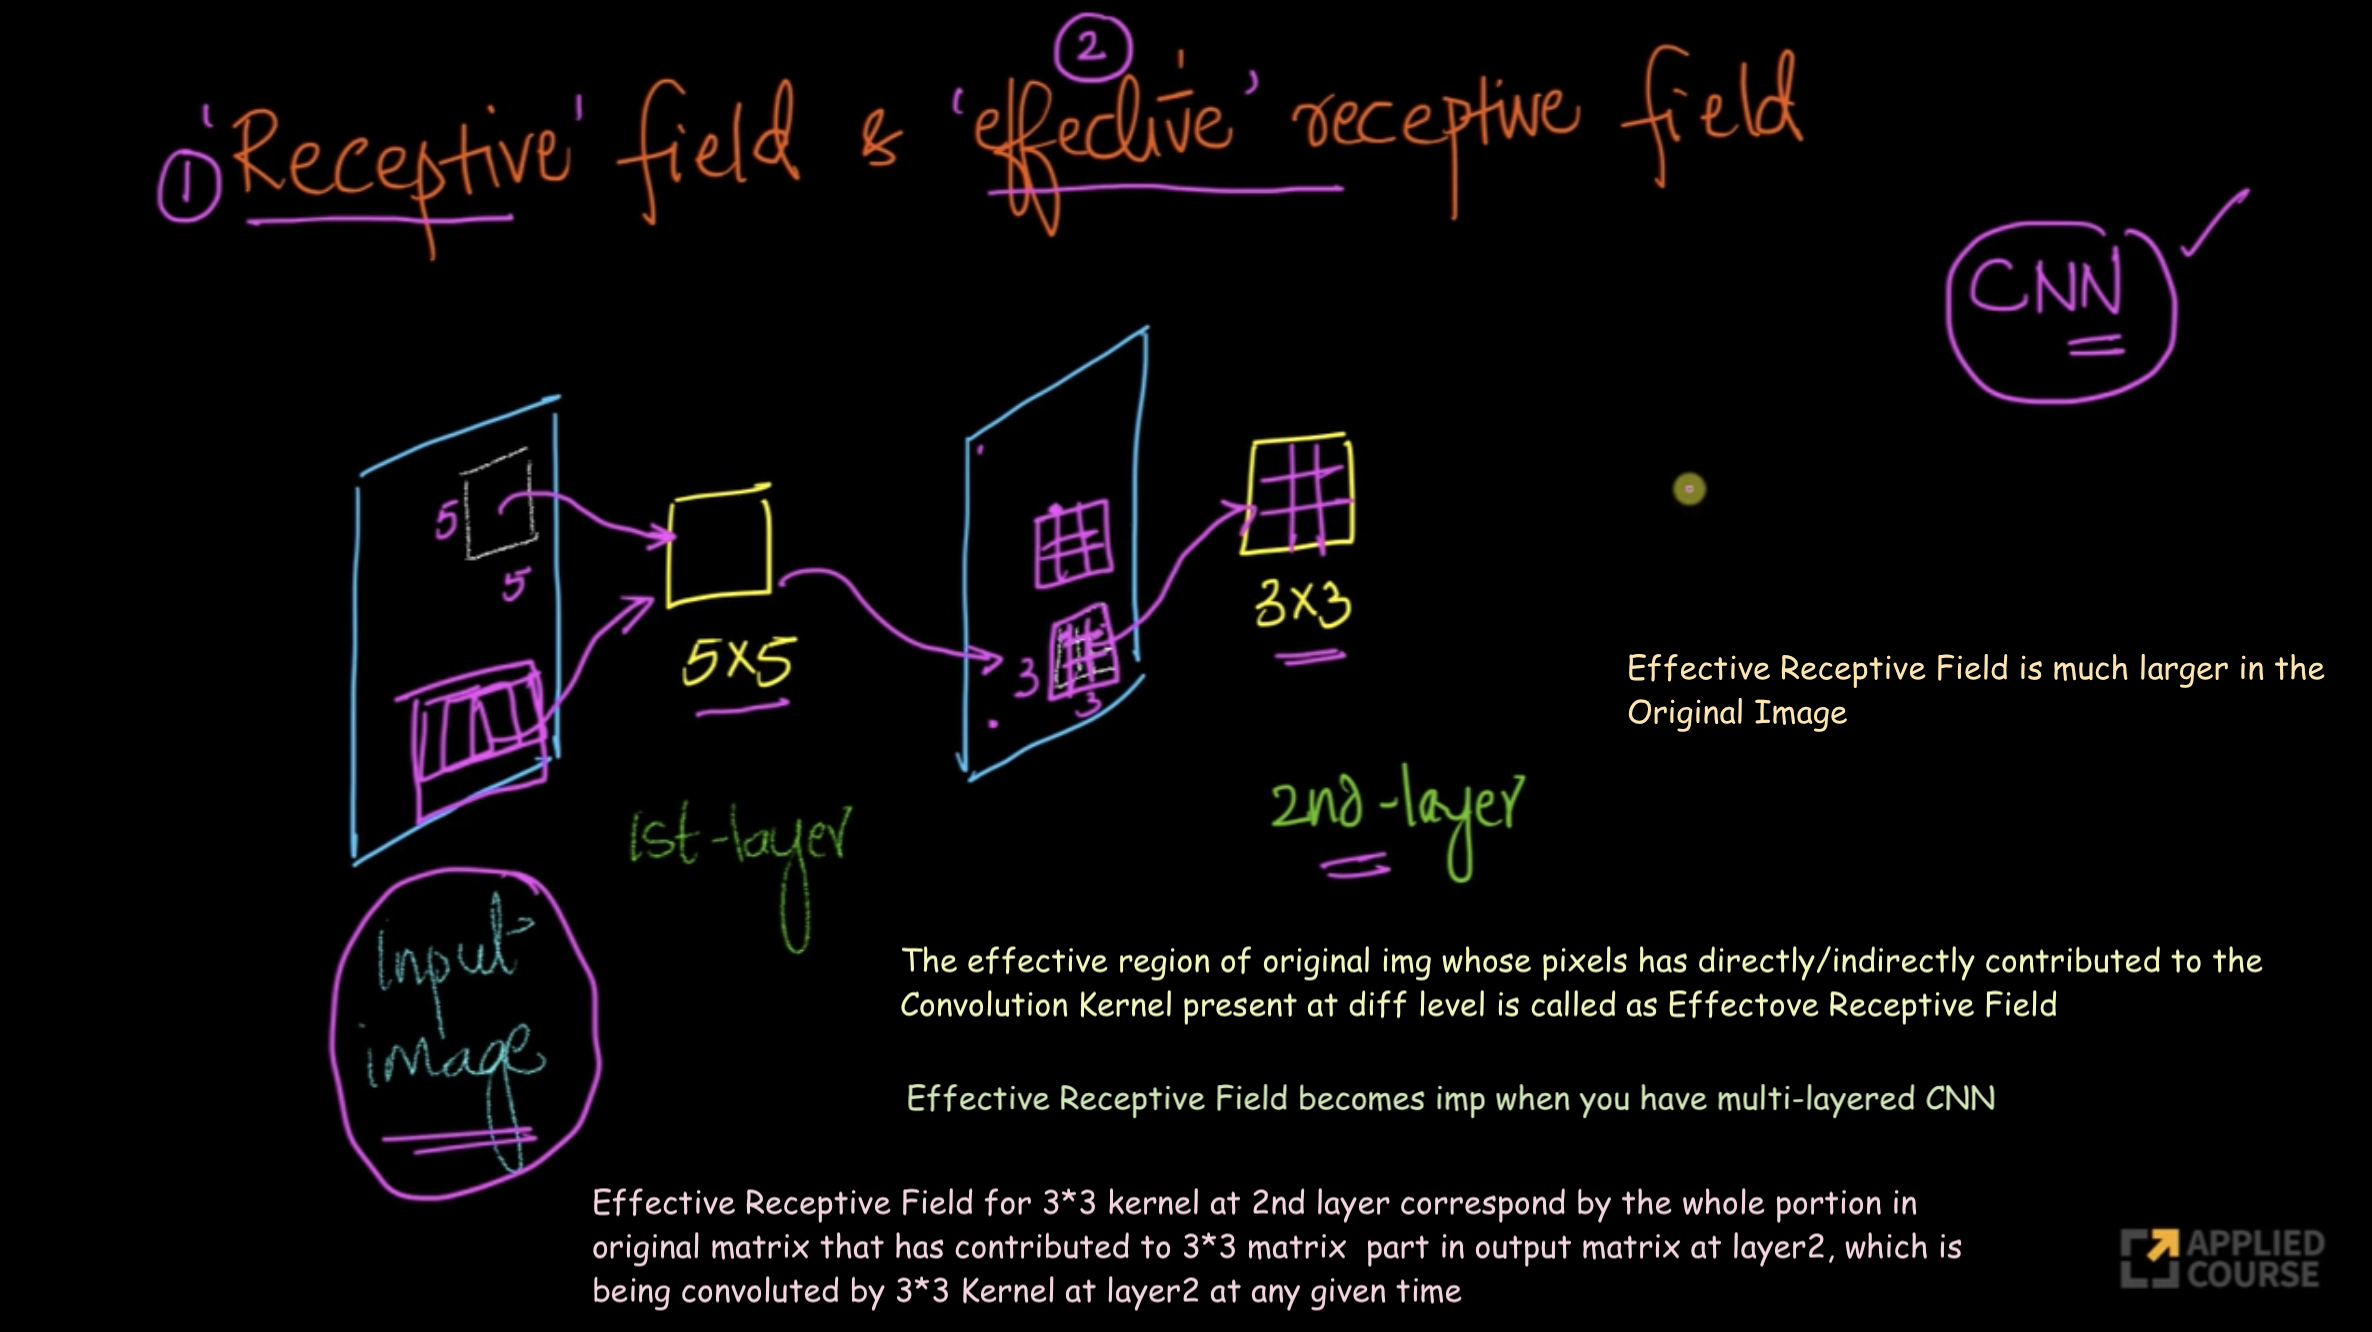 2
① 'Receptive' field & 'effective' receptive field
CNN
5
5
5x5
3
3
3x3
Effective Receptive Field is much larger in the
Original Image
1st-layer
2nd-layer
Input
image
The effective region of original img whose pixels has directly/indirectly contributed to the
Convolution Kernel present at diff level is called as Effectove Receptive Field
Effective Receptive Field becomes imp when you have multi-layered CNN
Effective Receptive Field for 3*3 kernel at 2nd layer correspond by the whole portion in
original matrix that has contributed to 3*3 matrix part in output matrix at layer2, which is
being convoluted by 3*3 Kernel at layer2 at any given time
APPLIED
COURSE